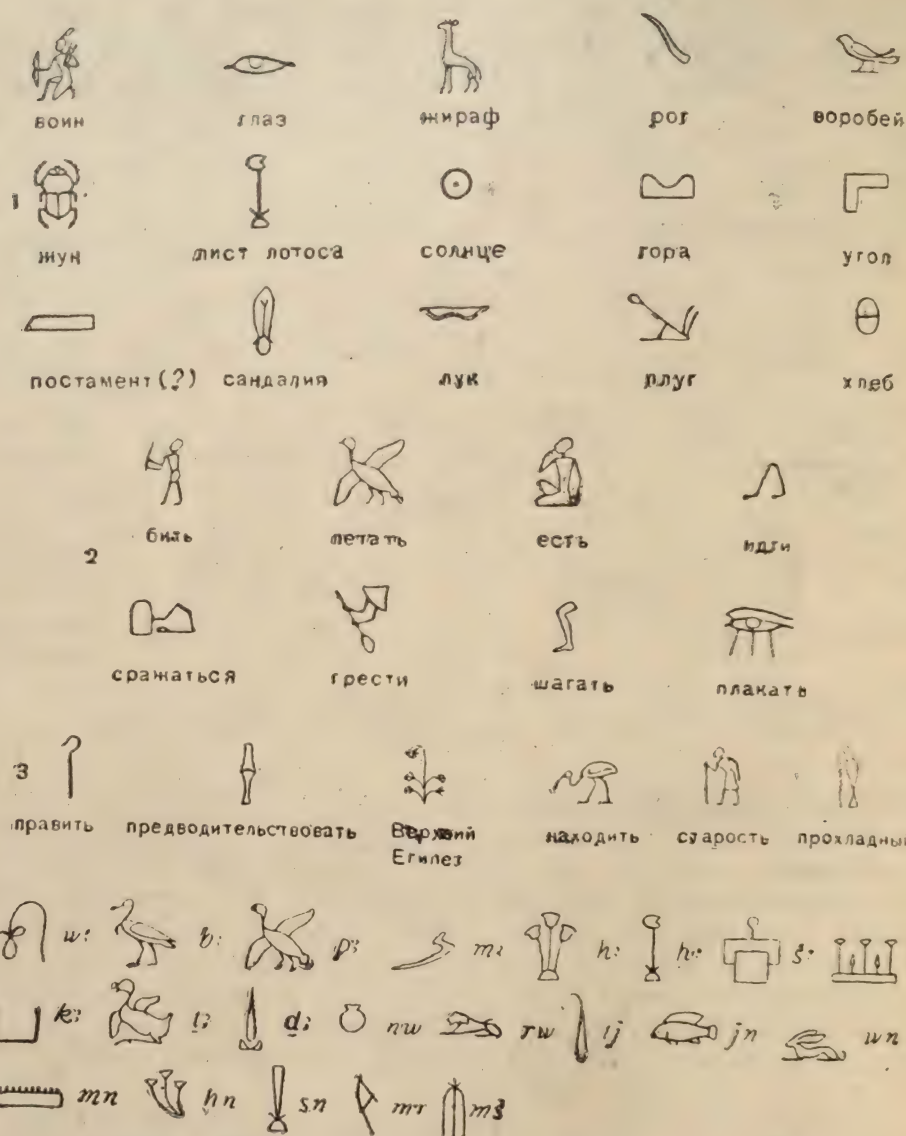 воин глаз жираф рог воробей
1
жук лист лотоса солнце гора угол
постамент (?) сандалия лук плуг хлеб
бить летать есть идти
2
сражаться грести шагать плакать
3
править предводительствовать Верхний находить старость прохладный
Египет
w: b: p: m: h: h: š:
k: t: d: nw rw tj jn wn
mn hn sn mr mś